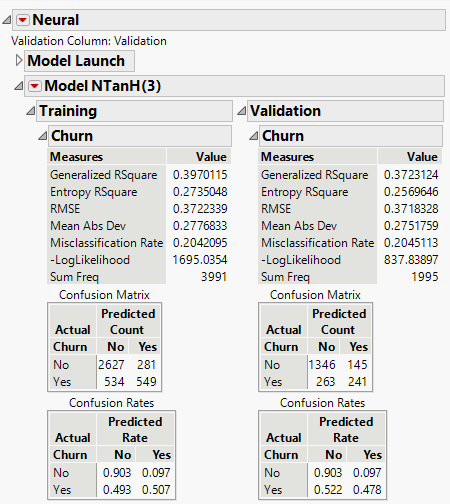 Neural
Validation Column: Validation
Model Launch
Model NTanH(3)
Training
Churn
Measures Value
Generalized RSquare 0.3970115
Entropy RSquare 0.2735048
RMSE 0.3722339
Mean Abs Dev 0.2776833
Misclassification Rate 0.2042095
-LogLikelihood 1695.0354
Sum Freq 3991
Confusion Matrix
Predicted
Actual Count
Churn No Yes
No 2627 281
Yes 534 549
Confusion Rates
Predicted
Actual Rate
Churn No Yes
No 0.903 0.097
Yes 0.493 0.507
Validation
Churn
Measures Value
Generalized RSquare 0.3723124
Entropy RSquare 0.2569646
RMSE 0.3718328
Mean Abs Dev 0.2751759
Misclassification Rate 0.2045113
-LogLikelihood 837.83897
Sum Freq 1995
Confusion Matrix
Predicted
Actual Count
Churn No Yes
No 1346 145
Yes 263 241
Confusion Rates
Predicted
Actual Rate
Churn No Yes
No 0.903 0.097
Yes 0.522 0.478